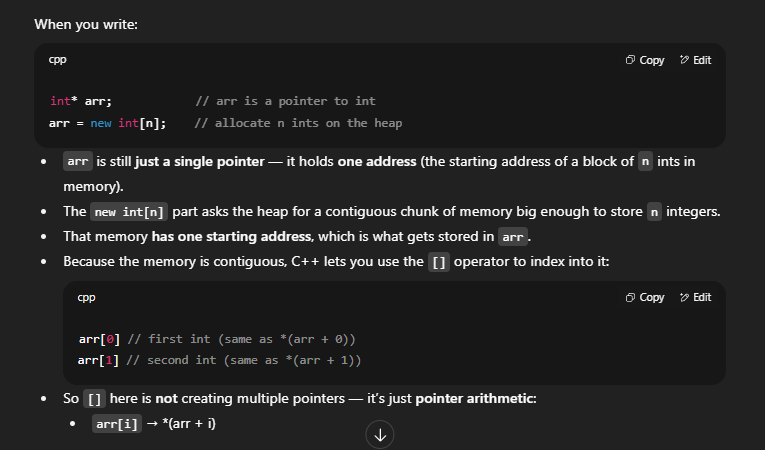 When you write:
cpp
Copy Edit
int* arr; // arr is a pointer to int
arr = new int[n]; // allocate n ints on the heap
• arr is still just a single pointer — it holds one address (the starting address of a block of n ints in
memory).
• The new int[n] part asks the heap for a contiguous chunk of memory big enough to store n integers.
• That memory has one starting address, which is what gets stored in arr.
• Because the memory is contiguous, C++ lets you use the [] operator to index into it:
cpp
Copy Edit
arr[0] // first int (same as *(arr + 0))
arr[1] // second int (same as *(arr + 1))
• So [] here is not creating multiple pointers — it's just pointer arithmetic:
• arr[i] → *(arr + i)